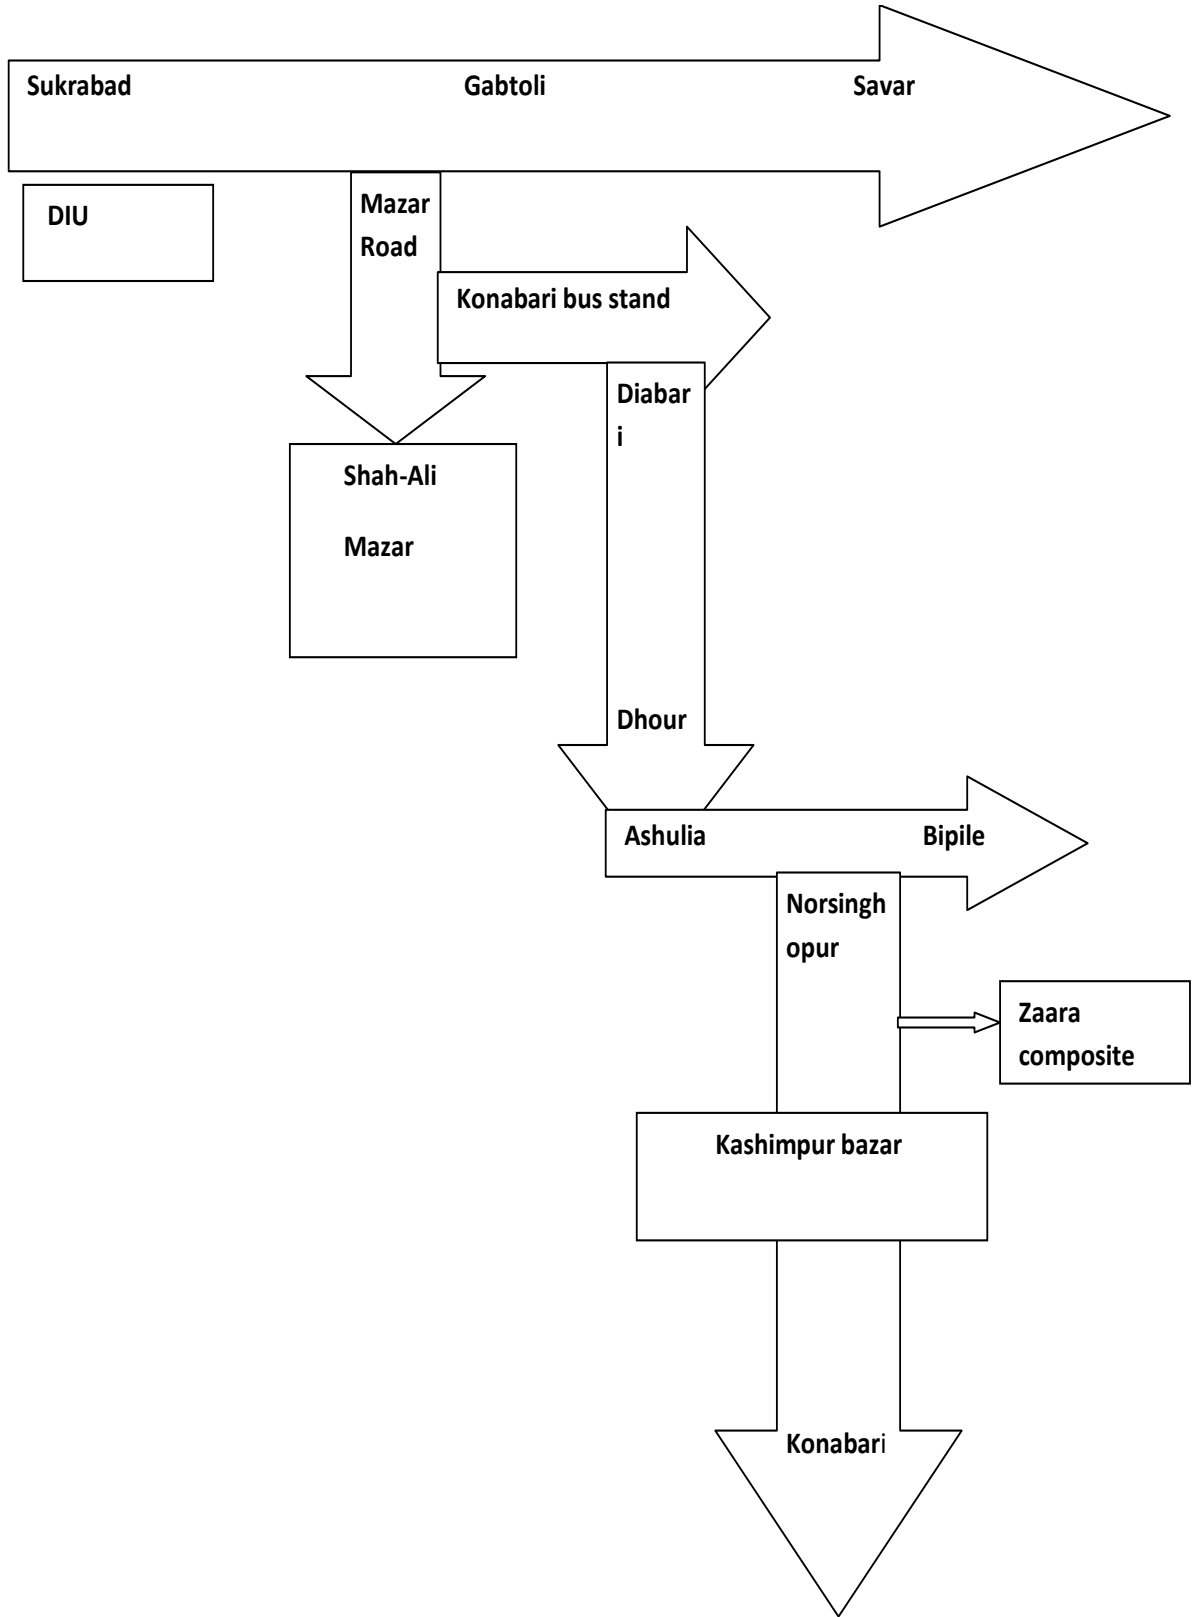 Sukrabad Gabtoli Savar
DIU
Mazar
Road
Konabari bus stand
Diabar
i
Shah-Ali
Mazar
Dhour
Ashulia Bipile
Norsingh
opur
Zaara
composite
Kashimpur bazar
Konabari